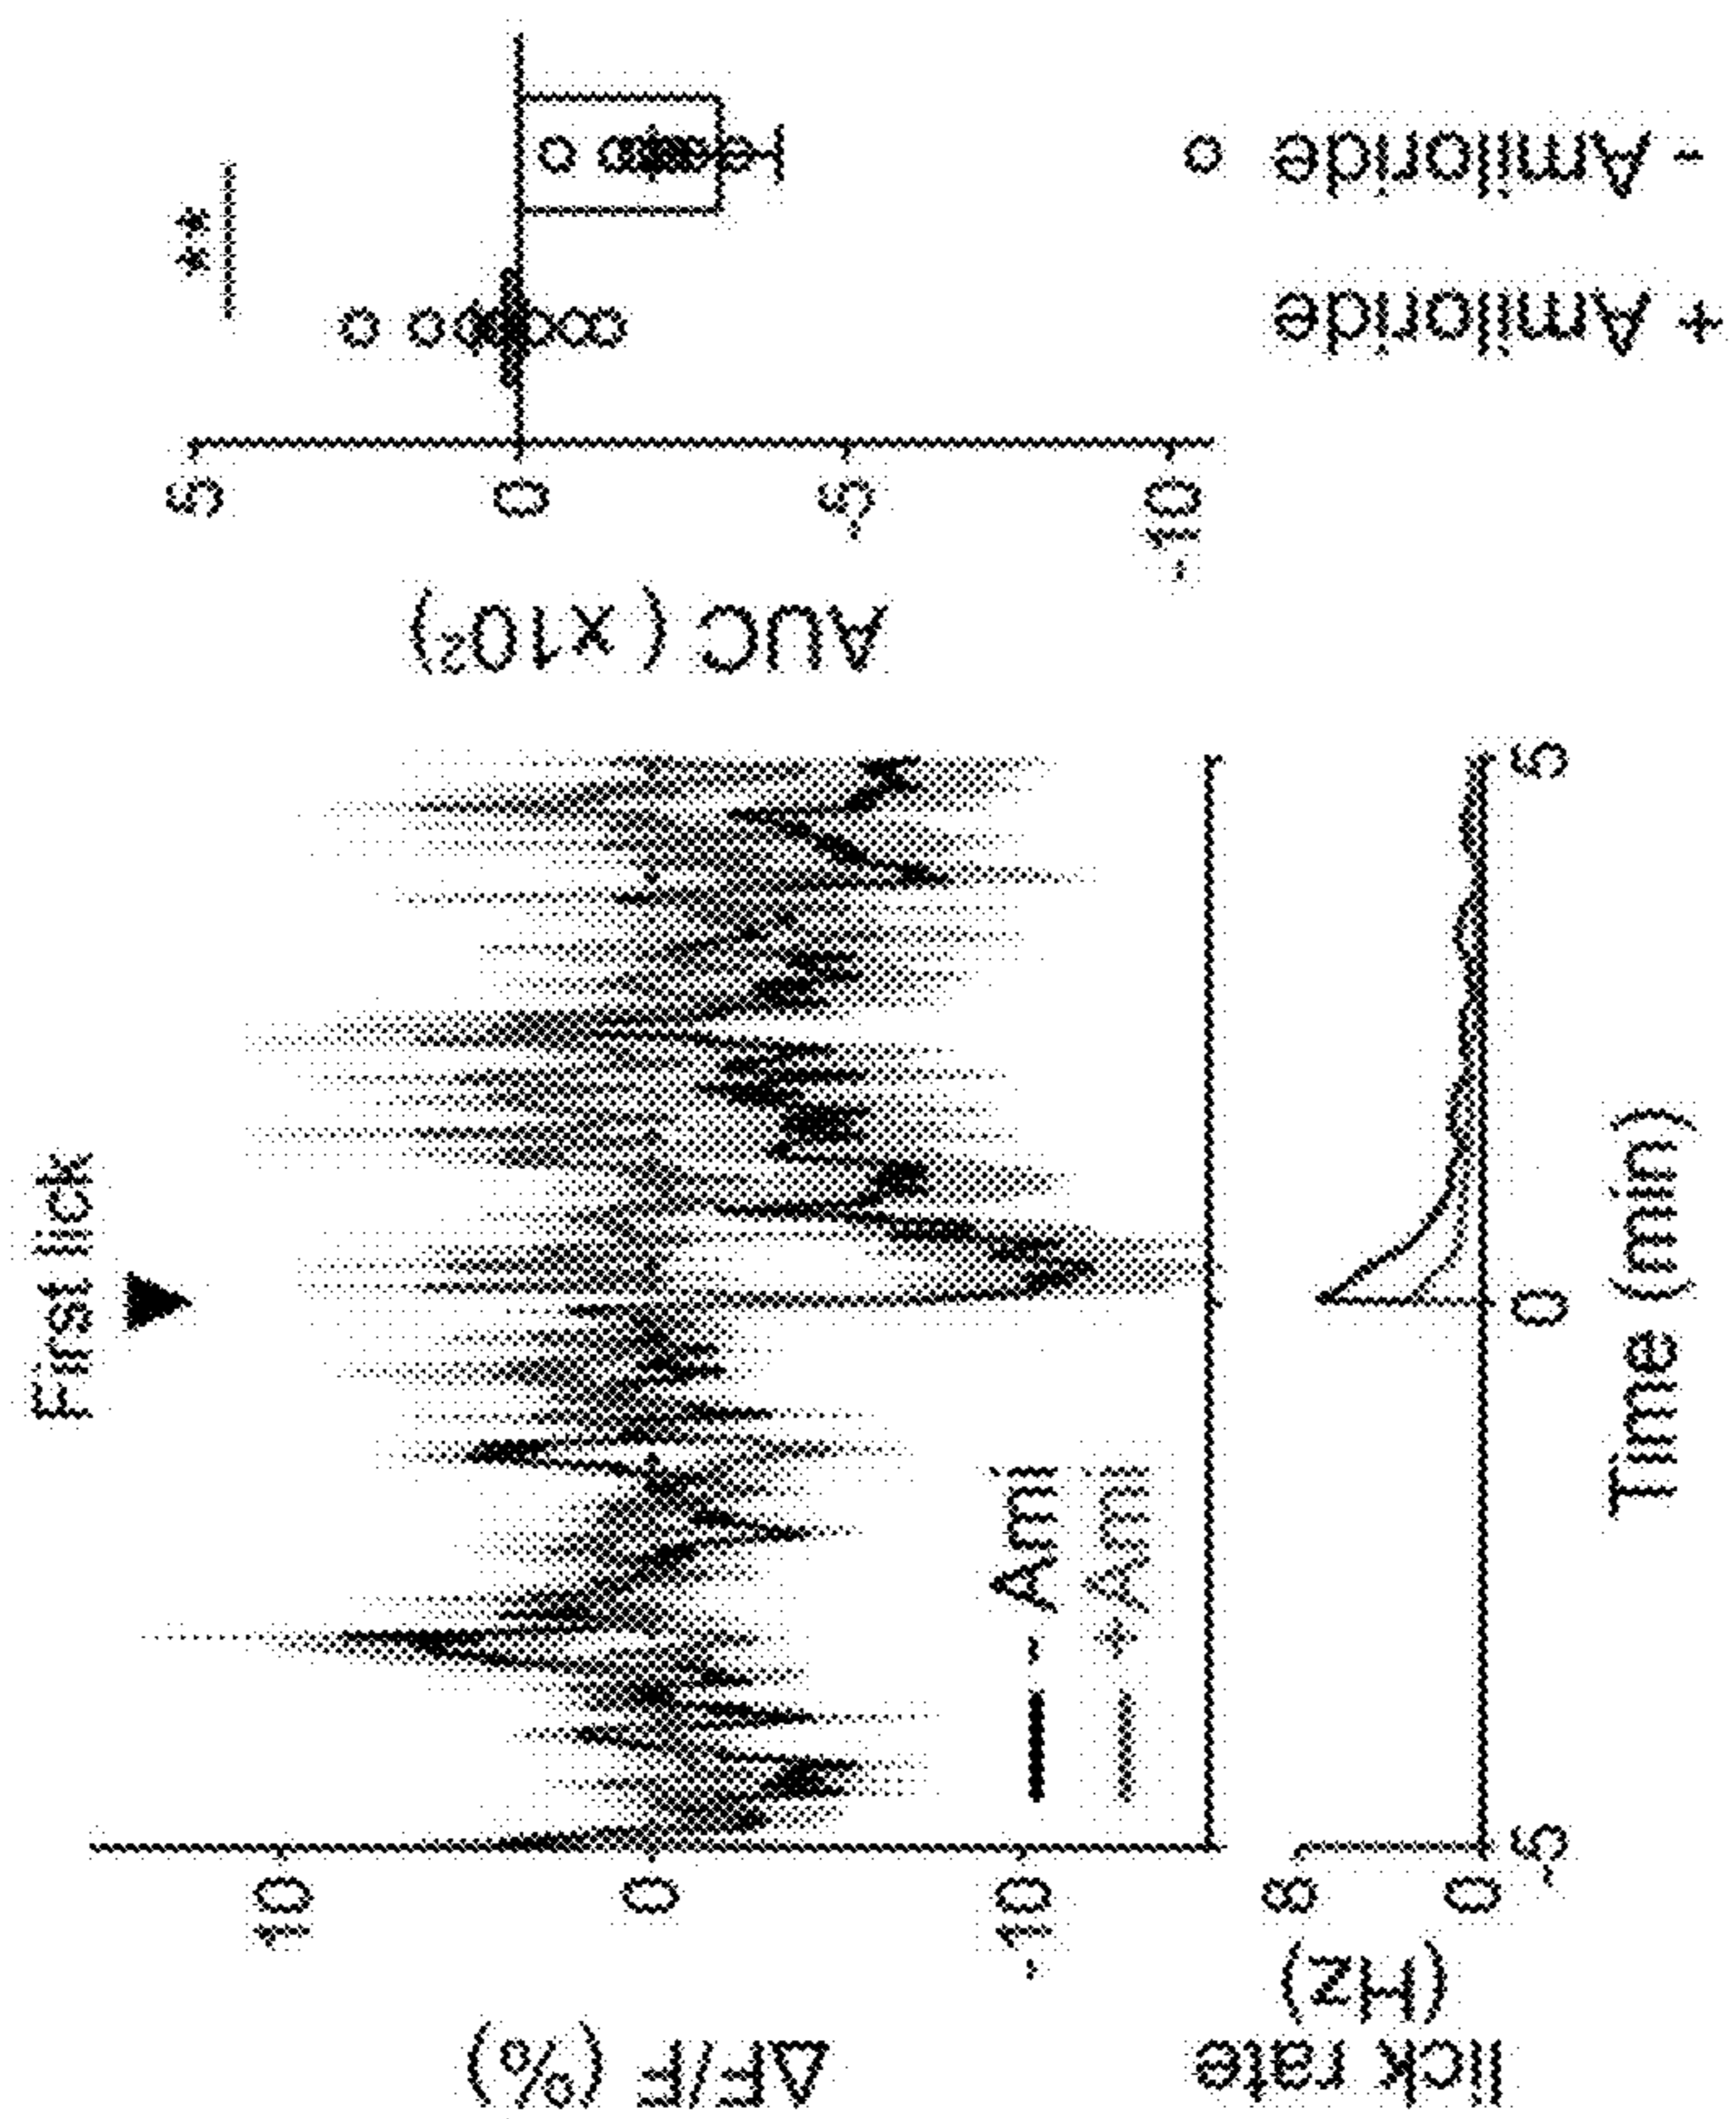 First lick
ΔF/F (%)
10
0
-10
- Ami
+ Ami
lick rate
(Hz)
8
0
-5
0
5
Time (min)
**
AUC (x10²)
5
0
-5
-10
+ Amiloride
- Amiloride